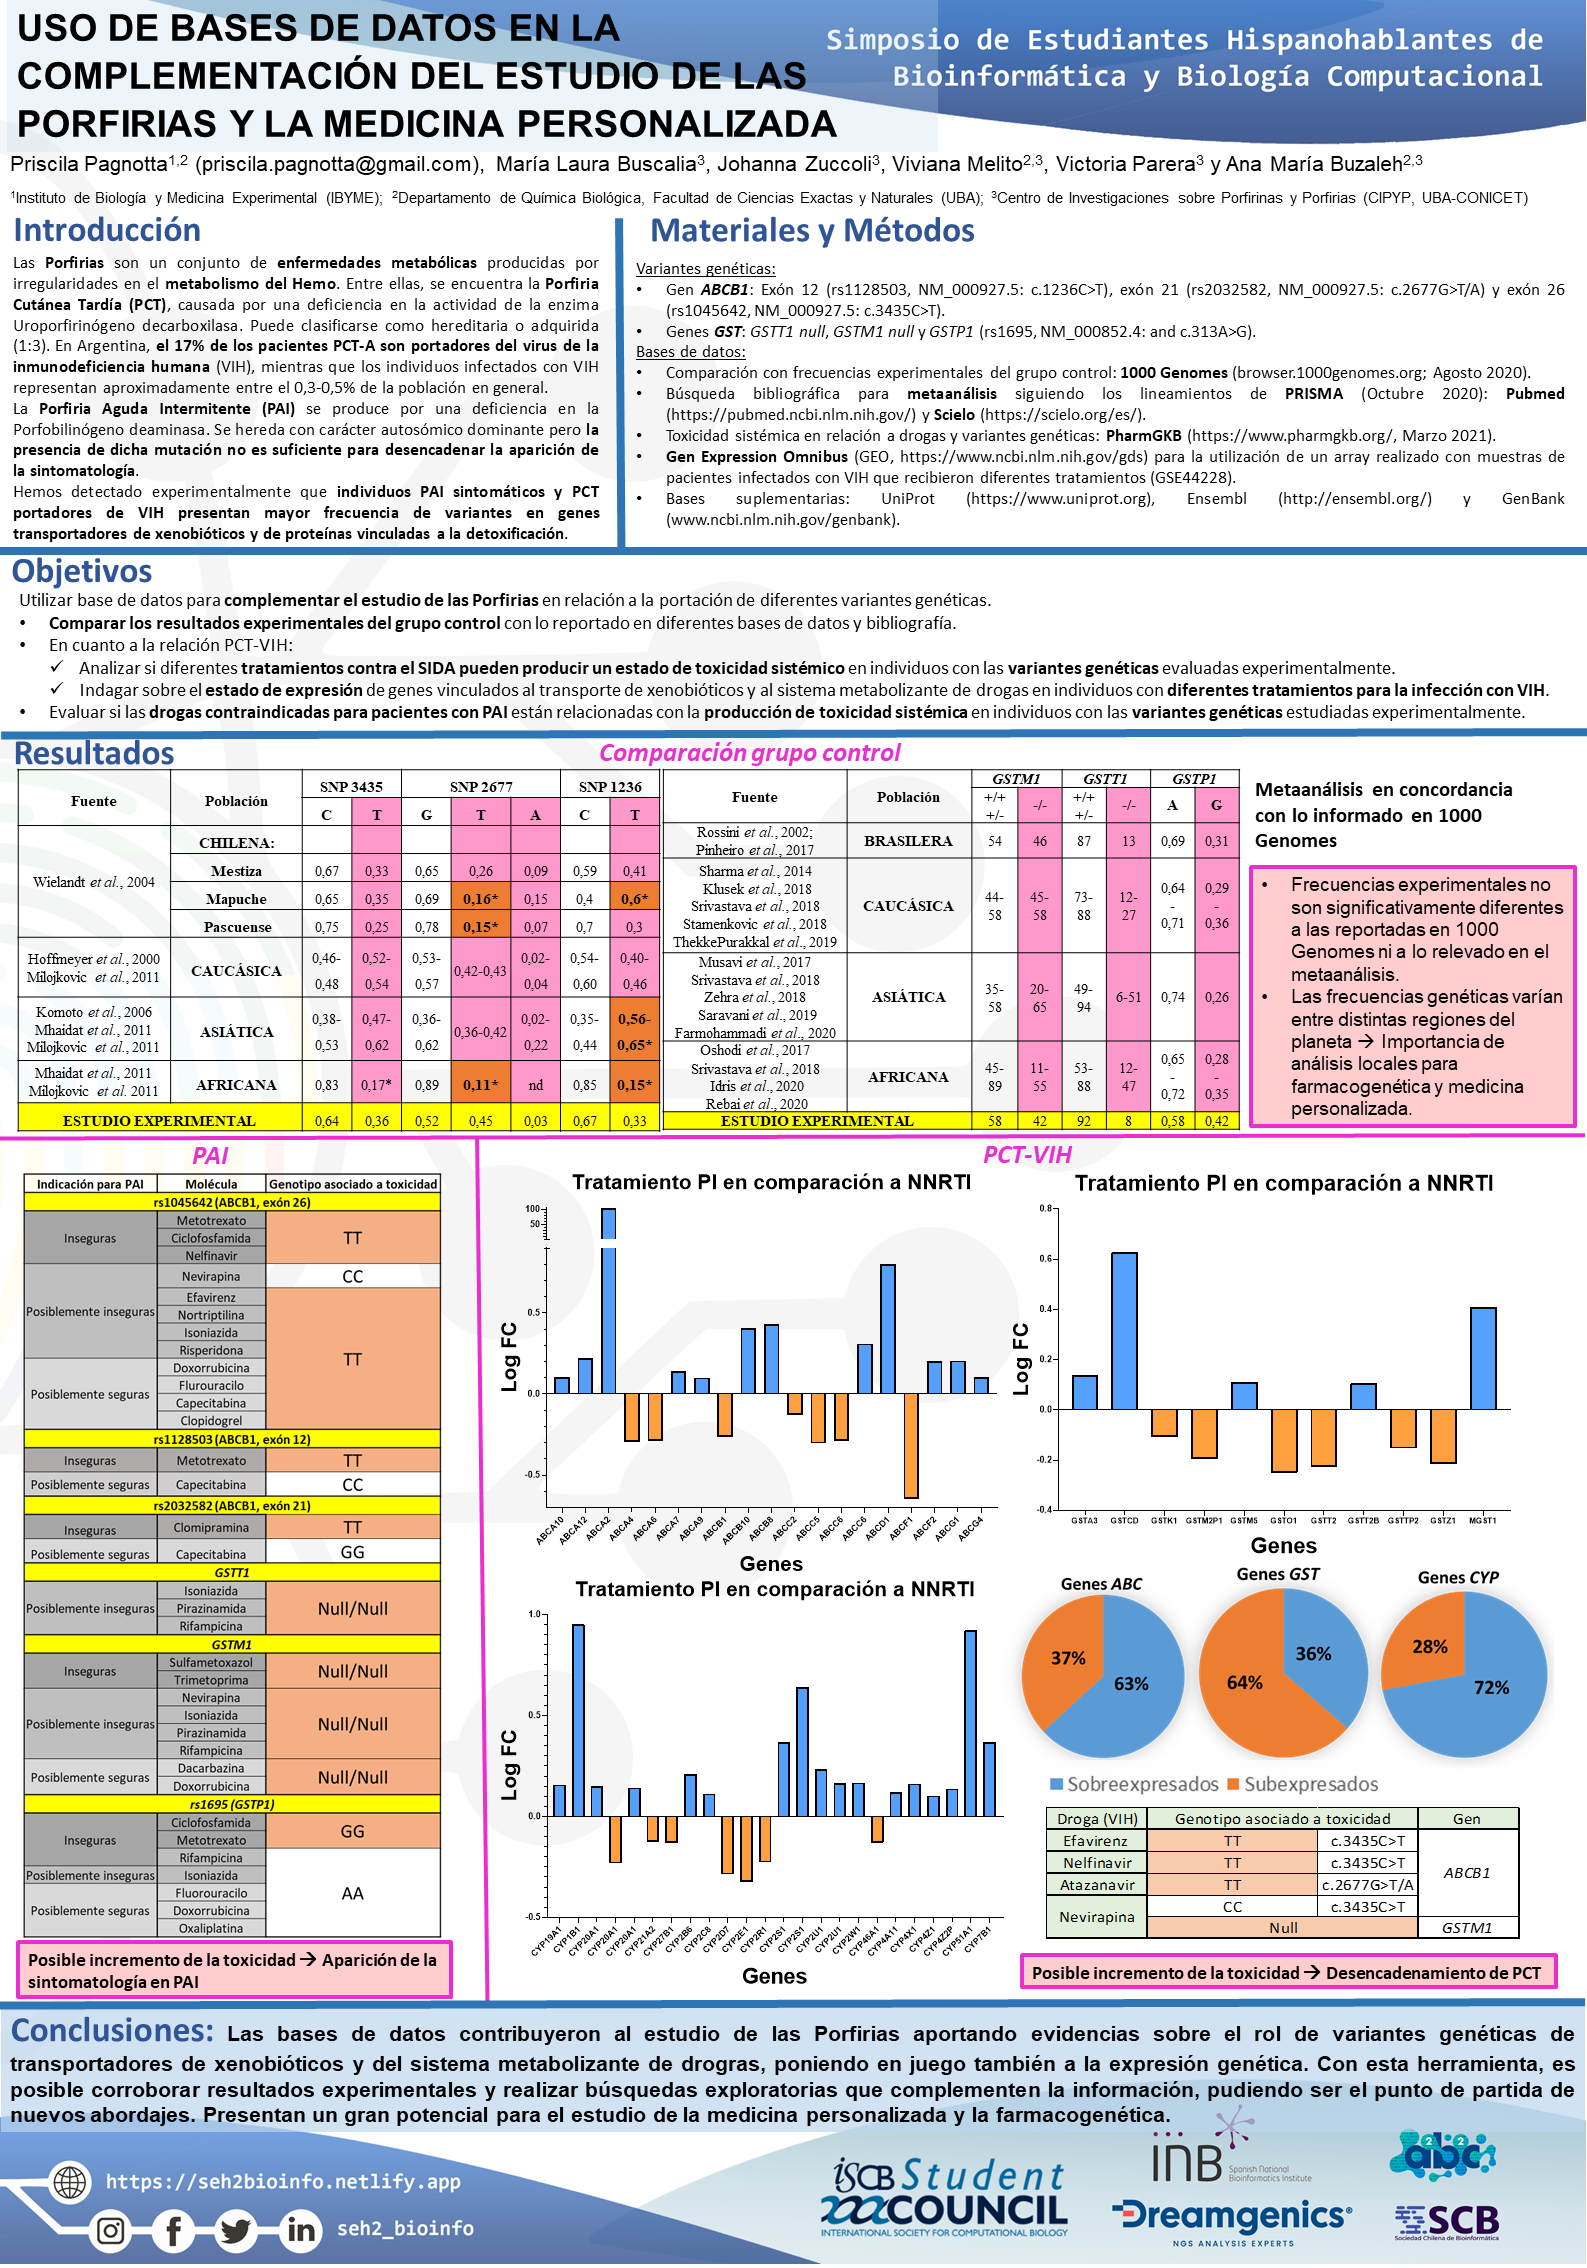 USO DE BASES DE DATOS EN LA
COMPLEMENTACIÓN DEL ESTUDIO DE LAS
PORFIRIAS Y LA MEDICINA PERSONALIZADA
Simposio de Estudiantes Hispanohablantes de
Bioinformática y Biología Computacional
Priscila Pagnotta1,2 (priscila.pagnotta@gmail.com), María Laura Buscalia3, Johanna Zuccoli3, Viviana Melito2,3, Victoria Parera3 y Ana María Buzaleh2,3
1Instituto de Biología y Medicina Experimental (IBYME); 2Departamento de Química Biológica, Facultad de Ciencias Exactas y Naturales (UBA); 3Centro de Investigaciones sobre Porfirinas y Porfirias (CIPYP, UBA-CONICET)
Introducción
Las Porfirias son un conjunto de enfermedades metabólicas producidas por
irregularidades en el metabolismo del Hemo. Entre ellas, se encuentra la Porfiria
Cutánea Tardía (PCT), causada por una deficiencia en la actividad de la enzima
Uroporfirinógeno decarboxilasa. Puede clasificarse como hereditaria o adquirida
(1:3). En Argentina, el 17% de los pacientes PCT-A son portadores del virus de la
inmunodeficiencia humana (VIH), mientras que los individuos infectados con VIH
representan aproximadamente entre el 0,3-0,5% de la población en general.
La Porfiria Aguda Intermitente (PAI) se produce por una deficiencia en la
Porfobilinógeno deaminasa. Se hereda con carácter autosómico dominante pero la
presencia de dicha mutación no es suficiente para desencadenar la aparición de
la sintomatología.
Hemos detectado experimentalmente que individuos PAI sintomáticos y PCT
portadores de VIH presentan mayor frecuencia de variantes en genes
transportadores de xenobióticos y de proteínas vinculadas a la detoxificación.
Materiales y Métodos
Variantes genéticas:
• Gen ABCB1: Exón 12 (rs1128503, NM_000927.5: c.1236C>T), exón 21 (rs2032582, NM_000927.5: c.2677G>T/A) y exón 26
(rs1045642, NM_000927.5: c.3435C>T).
• Genes GST: GSTT1 null, GSTM1 null y GSTP1 (rs1695, NM_000852.4: and c.313A>G).
Bases de datos:
• Comparación con frecuencias experimentales del grupo control: 1000 Genomes (browser.1000genomes.org; Agosto 2020).
• Búsqueda bibliográfica para metaanálisis siguiendo los lineamientos de PRISMA (Octubre 2020): Pubmed
(https://pubmed.ncbi.nlm.nih.gov/) y Scielo (https://scielo.org/es/).
• Toxicidad sistémica en relación a drogas y variantes genéticas: PharmGKB (https://www.pharmgkb.org/, Marzo 2021).
• Gen Expression Omnibus (GEO, https://www.ncbi.nlm.nih.gov/gds) para la utilización de un array realizado con muestras de
pacientes infectados con VIH que recibieron diferentes tratamientos (GSE44228).
• Bases suplementarias: UniProt (https://www.uniprot.org), Ensembl (http://ensembl.org/) y GenBank
(www.ncbi.nlm.nih.gov/genbank).
Objetivos
Utilizar base de datos para complementar el estudio de las Porfirias en relación a la portación de diferentes variantes genéticas.
• Comparar los resultados experimentales del grupo control con lo reportado en diferentes bases de datos y bibliografía.
• En cuanto a la relación PCT-VIH:
✓ Analizar si diferentes tratamientos contra el SIDA pueden producir un estado de toxicidad sistémico en individuos con las variantes genéticas evaluadas experimentalmente.
✓ Indagar sobre el estado de expresión de genes vinculados al transporte de xenobióticos y al sistema metabolizante de drogas en individuos con diferentes tratamientos para la infección con VIH.
• Evaluar si las drogas contraindicadas para pacientes con PAI están relacionadas con la producción de toxicidad sistémica en individuos con las variantes genéticas estudiadas experimentalmente.
Resultados
Comparación grupo control
Fuente Población SNP 3435 SNP 2677 SNP 1236
C T G T A C T
Wielandt et al., 2004
CHILENA:
Mestiza 0,67 0,33 0,65 0,26 0,09 0,59 0,41
Mapuche 0,65 0,35 0,69 0,16* 0,15 0,4 0,6*
Pascuense 0,75 0,25 0,78 0,15* 0,07 0,7 0,3
Hoffmeyer et al., 2000
Milojkovic et al., 2011
CAUCÁSICA 0,46-0,48 0,52-0,54 0,53-0,57 0,42-0,43 0,02-0,04 0,54-0,60 0,40-0,46
Komoto et al., 2006
Mhaidat et al., 2011
Milojkovic et al., 2011
ASIÁTICA 0,38-0,53 0,47-0,62 0,36-0,62 0,36-0,42 0,02-0,22 0,35-0,44 0,56-0,65*
Mhaidat et al., 2011
Milojkovic et al. 2011
AFRICANA 0,83 0,17* 0,89 0,11* nd 0,85 0,15*
ESTUDIO EXPERIMENTAL 0,64 0,36 0,52 0,45 0,03 0,67 0,33
Fuente Población GSTM1 GSTT1 GSTP1
+/+ +/- -/- +/+ +/- -/- A G
Rossini et al., 2002;
Pinheiro et al., 2017
BRASILERA 54 46 87 13 0,69 0,31
Sharma et al., 2014
Klusek et al., 2018
Srivastava et al., 2018
Stamenkovic et al., 2018
ThekkePurakkal et al., 2019
CAUCÁSICA 44-58 45-58 73-88 12-27 0,64-0,71 0,29-0,36
Musavi et al., 2017
Srivastava et al., 2018
Zehra et al., 2018
Saravani et al., 2019
Farmohammadi et al., 2020
ASIÁTICA 35-58 20-65 49-94 6-51 0,74 0,26
Oshodi et al., 2017
Srivastava et al., 2018
Idris et al., 2020
Rebai et al., 2020
AFRICANA 45-89 11-55 53-88 12-47 0,65-0,72 0,28-0,35
ESTUDIO EXPERIMENTAL 58 42 92 8 0,58 0,42
Metaanálisis en concordancia
con lo informado en 1000
Genomes
• Frecuencias experimentales no
son significativamente diferentes
a las reportadas en 1000
Genomes ni a lo relevado en el
metaanálisis.
• Las frecuencias genéticas varían
entre distintas regiones del
planeta → Importancia de
análisis locales para
farmacogenética y medicina
personalizada.
PAI
Indicación para PAI Molécula Genotipo asociado a toxicidad
rs1045642 (ABCB1, exón 26)
Inseguras
Metotrexato
Ciclofosfamida
Nelfinavir
TT
Posiblemente inseguras
Nevirapina
CC
Efavirenz
Nortriptilina
Isoniazida
Risperidona
Posiblemente seguras
Doxorrubicina
Flurouracilo
Capecitabina
Clopidogrel
TT
rs1128503 (ABCB1, exón 12)
Inseguras Metotrexato TT
Posiblemente seguras Capecitabina CC
rs2032582 (ABCB1, exón 21)
Inseguras Clomipramina TT
Posiblemente seguras Capecitabina GG
GSTT1
Posiblemente inseguras
Isoniazida
Pirazinamida
Rifampicina
Null/Null
GSTM1
Inseguras
Sulfametoxazol
Trimetoprima
Null/Null
Posiblemente inseguras
Nevirapina
Isoniazida
Pirazinamida
Rifampicina
Null/Null
Posiblemente seguras
Dacarbazina
Doxorrubicina
Null/Null
rs1695 (GSTP1)
Inseguras
Ciclofosfamida
Metotrexato
GG
Rifampicina
Posiblemente inseguras Isoniazida
Posiblemente seguras
Fluorouracilo
Doxorrubicina
Oxaliplatina
AA
Posible incremento de la toxicidad → Aparición de la
sintomatología en PAI
PCT-VIH
Tratamiento PI en comparación a NNRTI
Log FC
100
50
0.5
0.0
-0.5
ABCA10 ABCA12 ABCA2 ABCA4 ABCA6 ABCA7 ABCA9 ABCB1 ABCB10 ABCB8 ABCC2 ABCC5 ABCC6 ABCC6 ABCD1 ABCF1 ABCF2 ABCG1 ABCG4
Genes
Tratamiento PI en comparación a NNRTI
Log FC
0.8
0.6
0.4
0.2
0.0
-0.2
-0.4
GSTA3 GSTCD GSTK1 GSTM2P1 GSTM5 GSTO1 GSTT2 GSTT2B GSTTP2 GSTZ1 MGST1
Genes
Tratamiento PI en comparación a NNRTI
Log FC
1.0
0.5
0.0
-0.5
CYP19A1 CYP1B1 CYP20A1 CYP20A1 CYP20A1 CYP21A2 CYP27B1 CYP2B6 CYP2C8 CYP2D7 CYP2E1 CYP2R1 CYP2S1 CYP2S1 CYP2U1 CYP2U1 CYP2W1 CYP46A1 CYP4A11 CYP4X1 CYP4Z1 CYP4Z2P CYP51A1 CYP7B1
Genes
Genes ABC
37%
63%
Genes GST
36%
64%
Genes CYP
28%
72%
Sobreexpresados Subexpresados
Droga (VIH) Genotipo asociado a toxicidad Gen
Efavirenz TT c.3435C>T
Nelfinavir TT c.3435C>T
Atazanavir TT c.2677G>T/A
Nevirapina CC c.3435C>T
ABCB1
Null GSTM1
Posible incremento de la toxicidad → Desencadenamiento de PCT
Conclusiones: Las bases de datos contribuyeron al estudio de las Porfirias aportando evidencias sobre el rol de variantes genéticas de
transportadores de xenobióticos y del sistema metabolizante de drogras, poniendo en juego también a la expresión genética. Con esta herramienta, es
posible corroborar resultados experimentales y realizar búsquedas exploratorias que complementen la información, pudiendo ser el punto de partida de
nuevos abordajes. Presentan un gran potencial para el estudio de la medicina personalizada y la farmacogenética.
https://seh2bioinfo.netlify.app
seh2_bioinfo
iSCB Student
COUNCIL
INTERNATIONAL SOCIETY FOR COMPUTATIONAL BIOLOGY
INB
Spanish National
Bioinformatics Institute
Dreamgenics®
NGS ANALYSIS EXPERTS
abc
22
SCB
Sociedad Chilena de Bioinformática